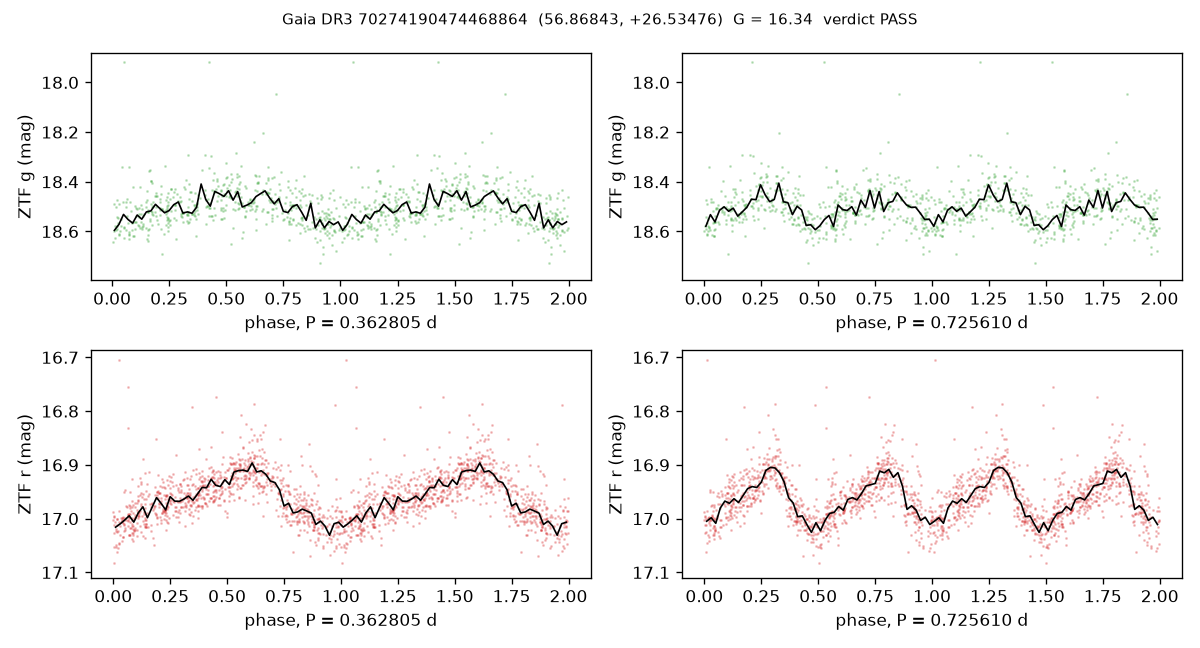 Gaia DR3 70274190474468864  (56.86843, +26.53476)  G = 16.34  verdict PASS
ZTF g (mag)
18.0
18.2
18.4
18.6
0.00 0.25 0.50 0.75 1.00 1.25 1.50 1.75 2.00
phase, P = 0.362805 d
ZTF g (mag)
18.0
18.2
18.4
18.6
0.00 0.25 0.50 0.75 1.00 1.25 1.50 1.75 2.00
phase, P = 0.725610 d
ZTF r (mag)
16.7
16.8
16.9
17.0
17.1
0.00 0.25 0.50 0.75 1.00 1.25 1.50 1.75 2.00
phase, P = 0.362805 d
ZTF r (mag)
16.7
16.8
16.9
17.0
17.1
0.00 0.25 0.50 0.75 1.00 1.25 1.50 1.75 2.00
phase, P = 0.725610 d